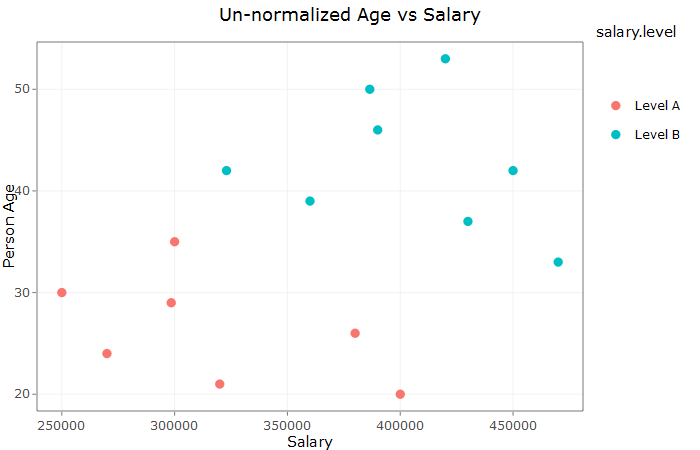 Un-normalized Age vs Salary
salary.level
Level A
Level B
Person Age
50
40
30
20
250000 300000 350000 400000 450000
Salary